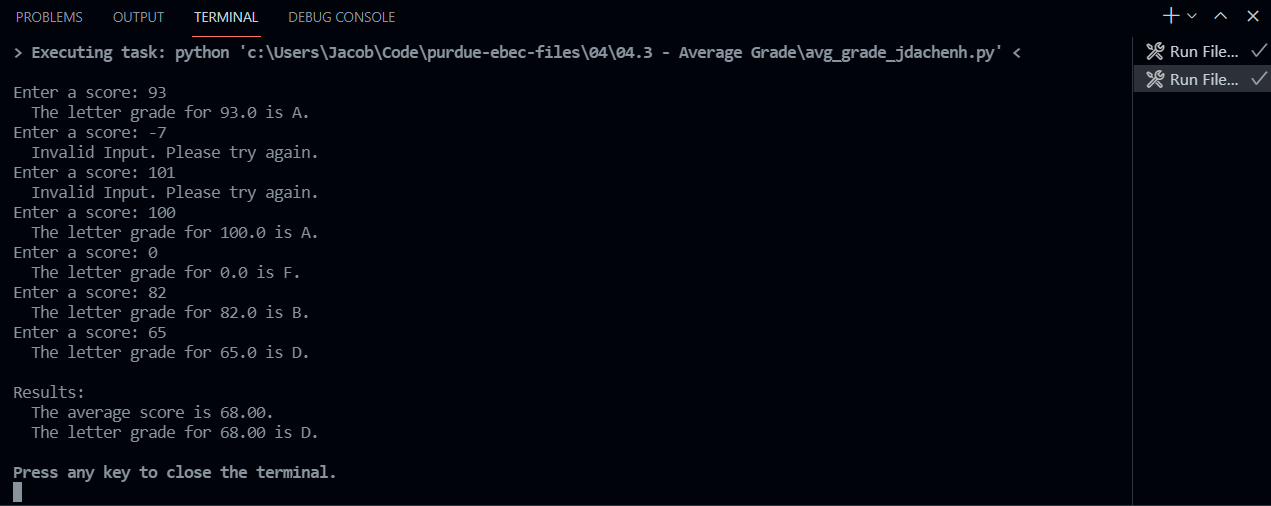 PROBLEMS OUTPUT TERMINAL DEBUG CONSOLE
> Executing task: python 'c:\Users\Jacob\Code\purdue-ebec-files\04\04.3 - Average Grade\avg_grade_jdachenh.py' <
Run File...
Run File...
Enter a score: 93
  The letter grade for 93.0 is A.
Enter a score: -7
  Invalid Input. Please try again.
Enter a score: 101
  Invalid Input. Please try again.
Enter a score: 100
  The letter grade for 100.0 is A.
Enter a score: 0
  The letter grade for 0.0 is F.
Enter a score: 82
  The letter grade for 82.0 is B.
Enter a score: 65
  The letter grade for 65.0 is D.
Results:
  The average score is 68.00.
  The letter grade for 68.00 is D.
Press any key to close the terminal.